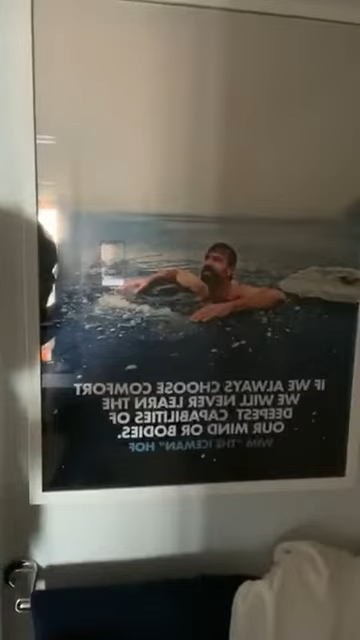 IF WE ALWAYS CHOOSE COMFORT
WE WILL NEVER LEARN THE
DEEPEST CAPABILITIES OF
OUR MIND OR BODIES.
WIM "THE ICEMAN" HOF